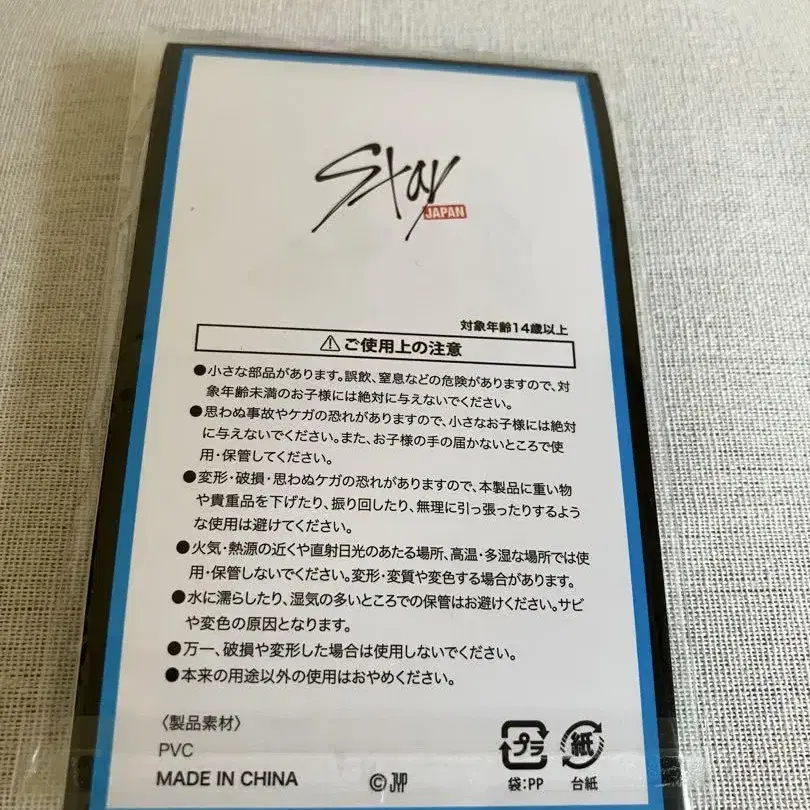 Stay
JAPAN
対象年齢14歳以上
⚠ご使用上の注意
●小さな部品があります。誤飲、窒息などの危険がありますので、対
象年齢未満のお子様には絶対に与えないでください。
●思わぬ事故やケガの恐れがありますので、小さなお子様には絶対
に与えないでください。また、お子様の手の届かないところで使
用・保管してください。
●変形・破損・思わぬケガの恐れがありますので、本製品に重い物
や貴重品を下げたり、振り回したり、無理に引っ張ったりするよう
な使用は避けてください。
●火気・熱源の近くや直射日光のあたる場所、高温・多湿な場所では使
用・保管しないでください。変形・変質や変色する場合があります。
●水に濡らしたり、湿気の多いところでの保管はお避けください。サビ
や変色の原因となります。
●万一、破損や変形した場合は使用しないでください。
●本来の用途以外の使用はおやめください。
〈製品素材〉
PVC
MADE IN CHINA
©JYP
プラ
袋:PP
紙
台紙